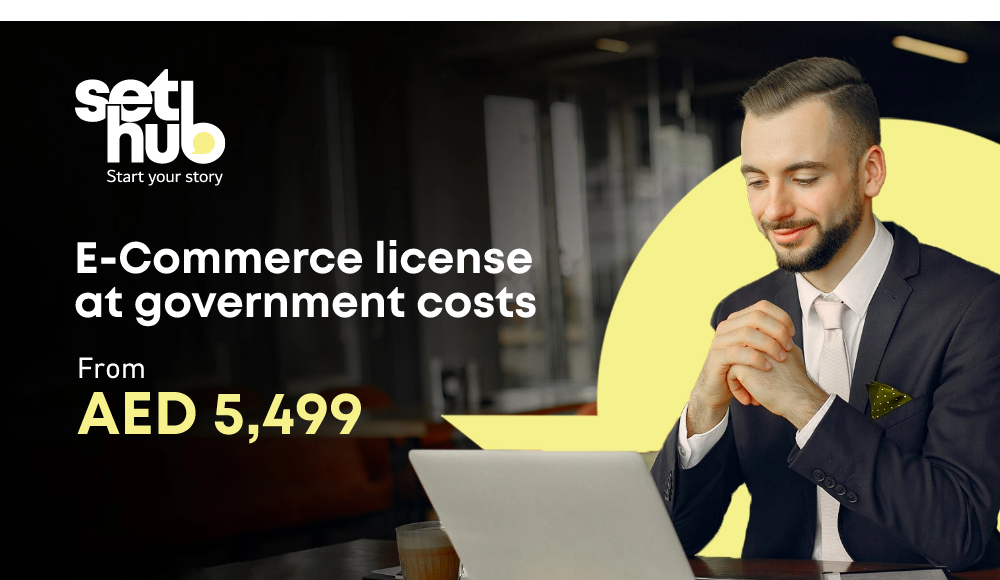 set
hub
Start your story
E-Commerce license
at government costs
From
AED 5,499